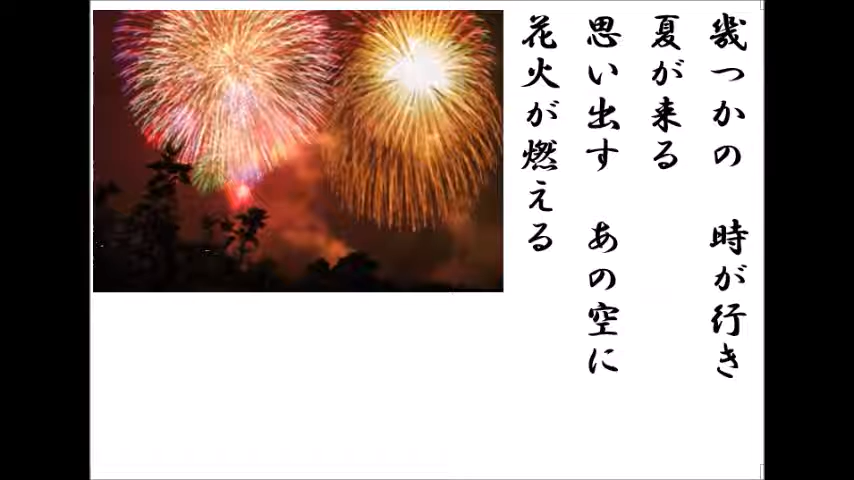 幾つかの　時が行き
夏が来る
思い出す　あの空に
花火が燃える